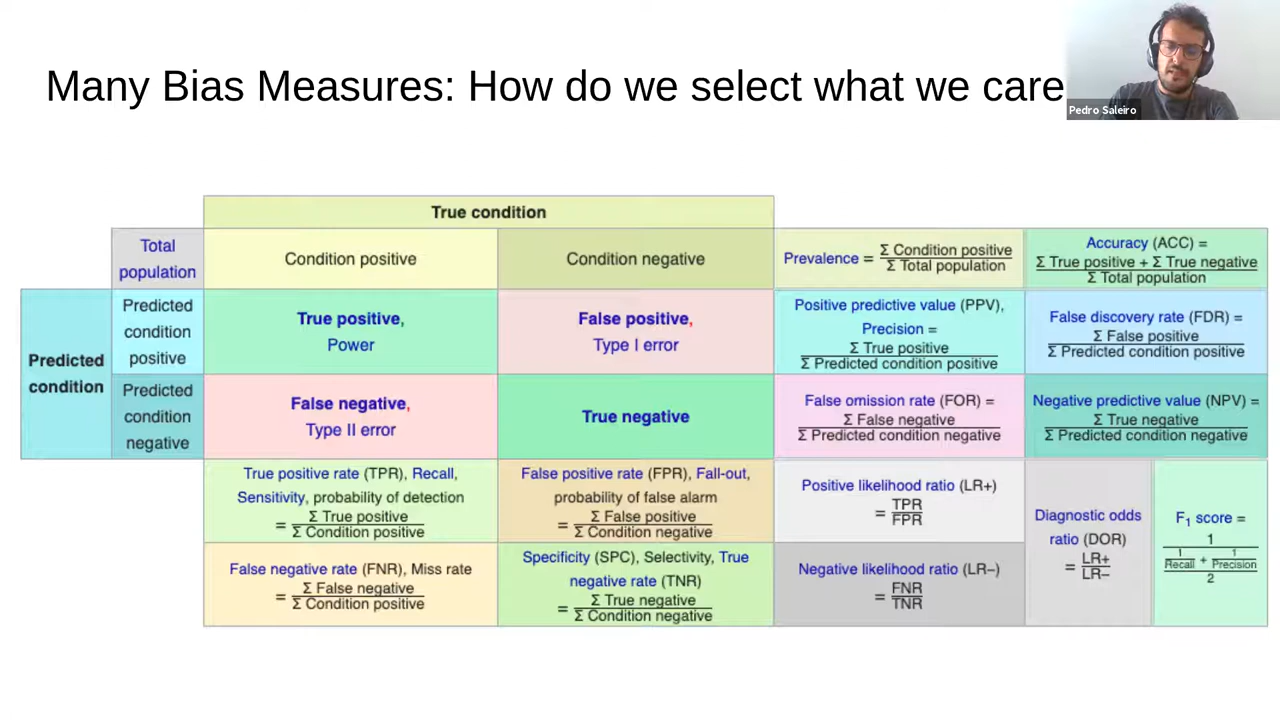 Many Bias Measures: How do we select what we care
Pedro Saleiro
True condition
Total
population
Condition positive
Condition negative
Prevalence = Σ Condition positive / Σ Total population
Accuracy (ACC) =
Σ True positive + Σ True negative
Σ Total population
Predicted
condition
Predicted
condition
positive
True positive,
Power
False positive,
Type I error
Positive predictive value (PPV),
Precision =
Σ True positive
Σ Predicted condition positive
False discovery rate (FDR) =
Σ False positive
Σ Predicted condition positive
Predicted
condition
negative
False negative,
Type II error
True negative
False omission rate (FOR) =
Σ False negative
Σ Predicted condition negative
Negative predictive value (NPV) =
Σ True negative
Σ Predicted condition negative
True positive rate (TPR), Recall,
Sensitivity, probability of detection
= Σ True positive / Σ Condition positive
False positive rate (FPR), Fall-out,
probability of false alarm
= Σ False positive / Σ Condition negative
Positive likelihood ratio (LR+)
= TPR / FPR
Diagnostic odds
ratio (DOR)
= LR+ / LR−
F1 score =
1
1/Recall + 1/Precision
2
False negative rate (FNR), Miss rate
= Σ False negative / Σ Condition positive
Specificity (SPC), Selectivity, True
negative rate (TNR)
= Σ True negative / Σ Condition negative
Negative likelihood ratio (LR−)
= FNR / TNR